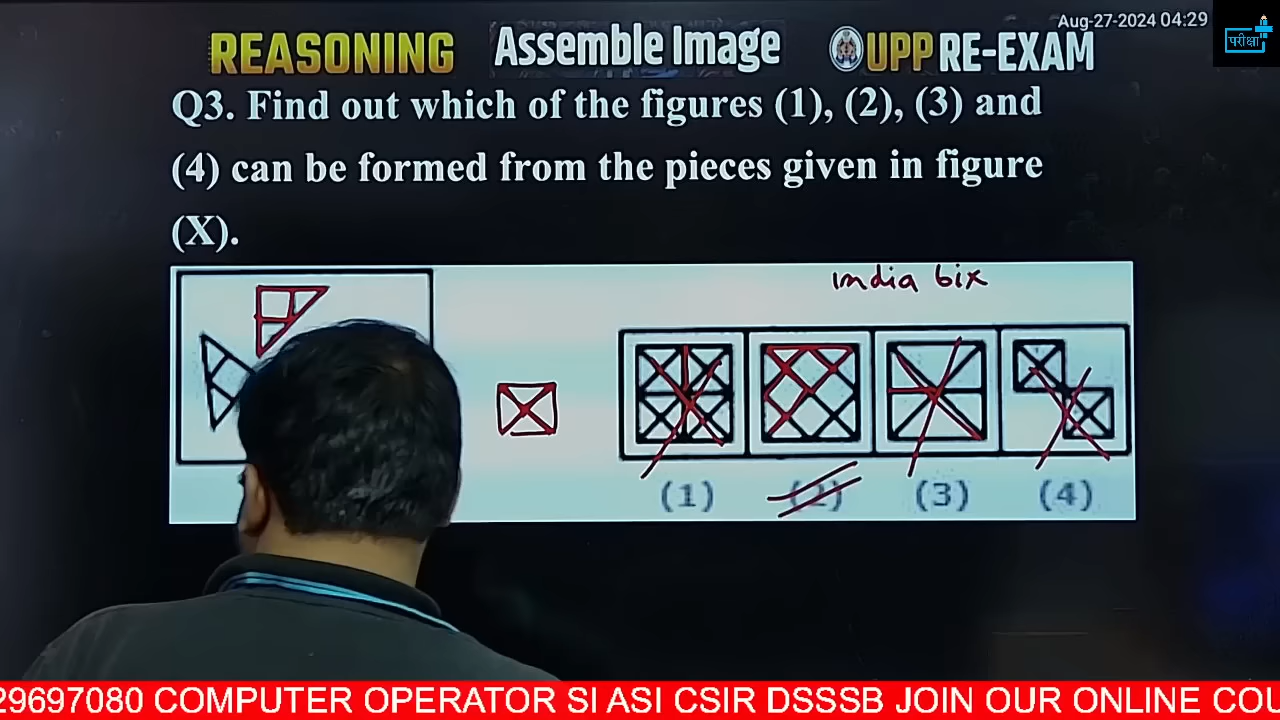 Aug-27-2024 04:29
परीक्षा
REASONING Assemble Image UPP RE-EXAM
Q3. Find out which of the figures (1), (2), (3) and
(4) can be formed from the pieces given in figure
(X).
india bix
(1) (2) (3) (4)
29697080 COMPUTER OPERATOR SI ASI CSIR DSSSB JOIN OUR ONLINE COU